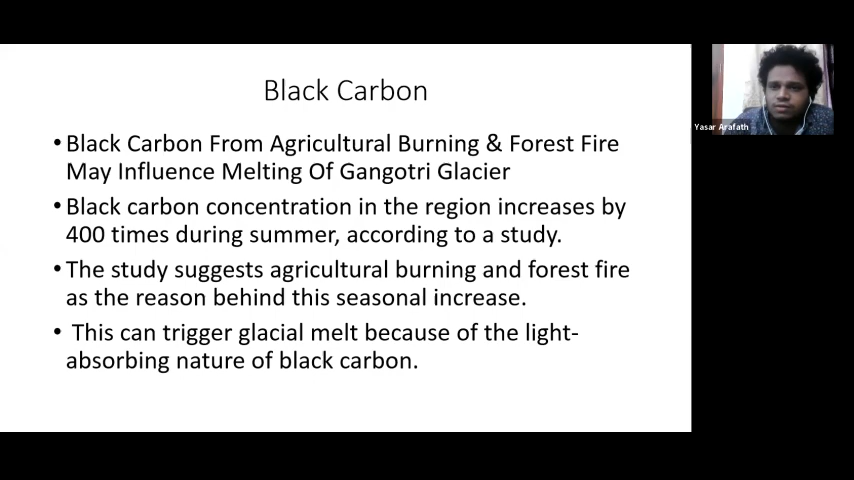 Black Carbon
• Black Carbon From Agricultural Burning & Forest Fire
May Influence Melting Of Gangotri Glacier
• Black carbon concentration in the region increases by
400 times during summer, according to a study.
• The study suggests agricultural burning and forest fire
as the reason behind this seasonal increase.
• This can trigger glacial melt because of the light-
absorbing nature of black carbon.
Yasar Arafath